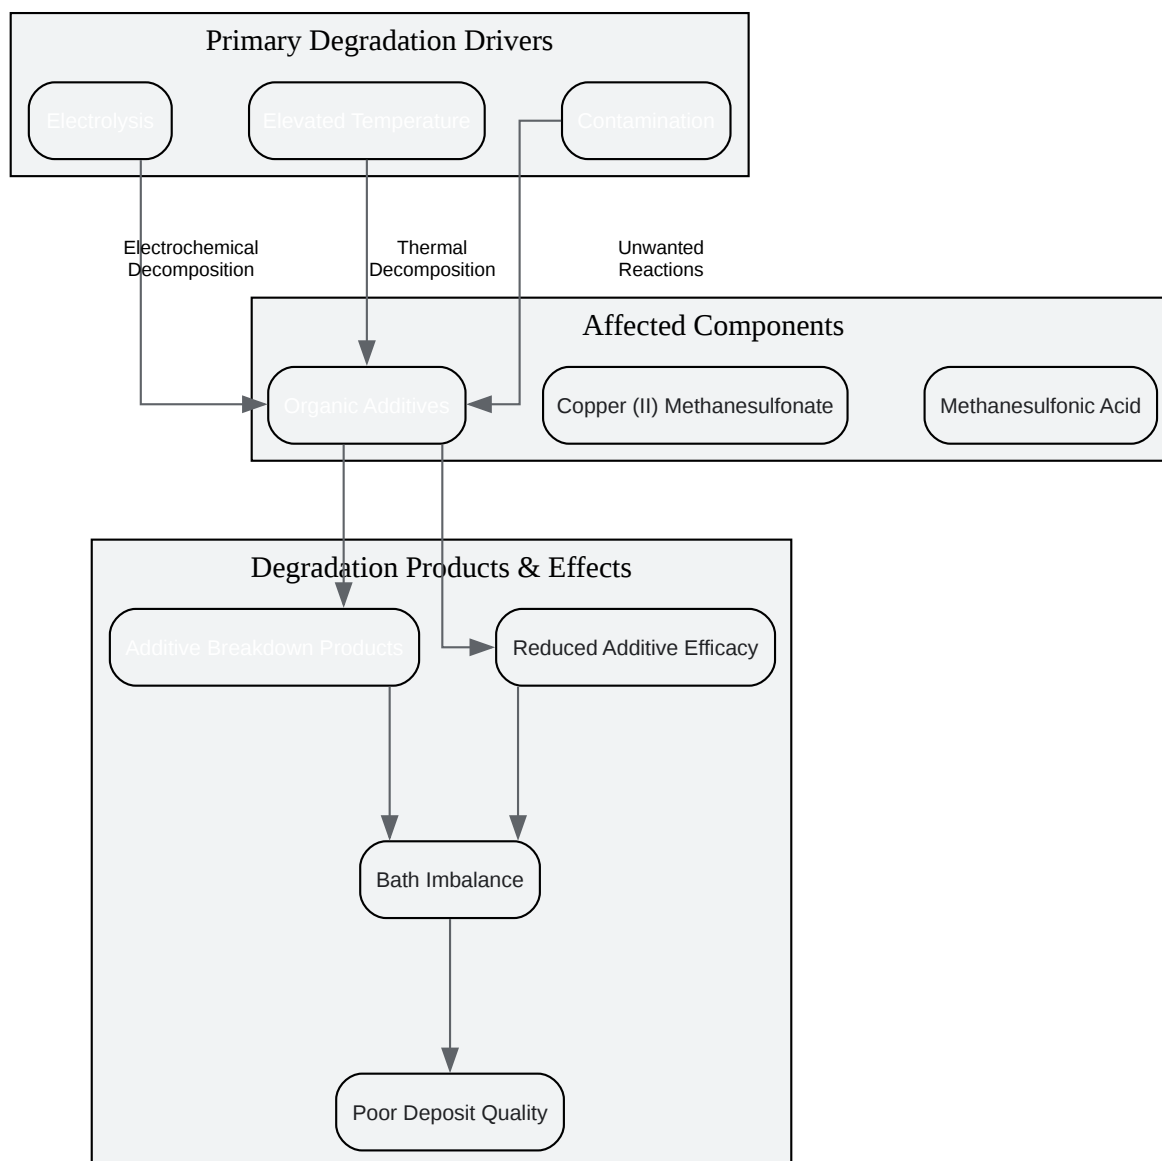 Primary Degradation Drivers
Electrolysis
Elevated Temperature
Contamination
Electrochemical
Decomposition
Thermal
Decomposition
Unwanted
Reactions
Affected Components
Organic Additives
Copper (II) Methanesulfonate
Methanesulfonic Acid
Degradation Products & Effects
Additive Breakdown Products
Reduced Additive Efficacy
Bath Imbalance
Poor Deposit Quality